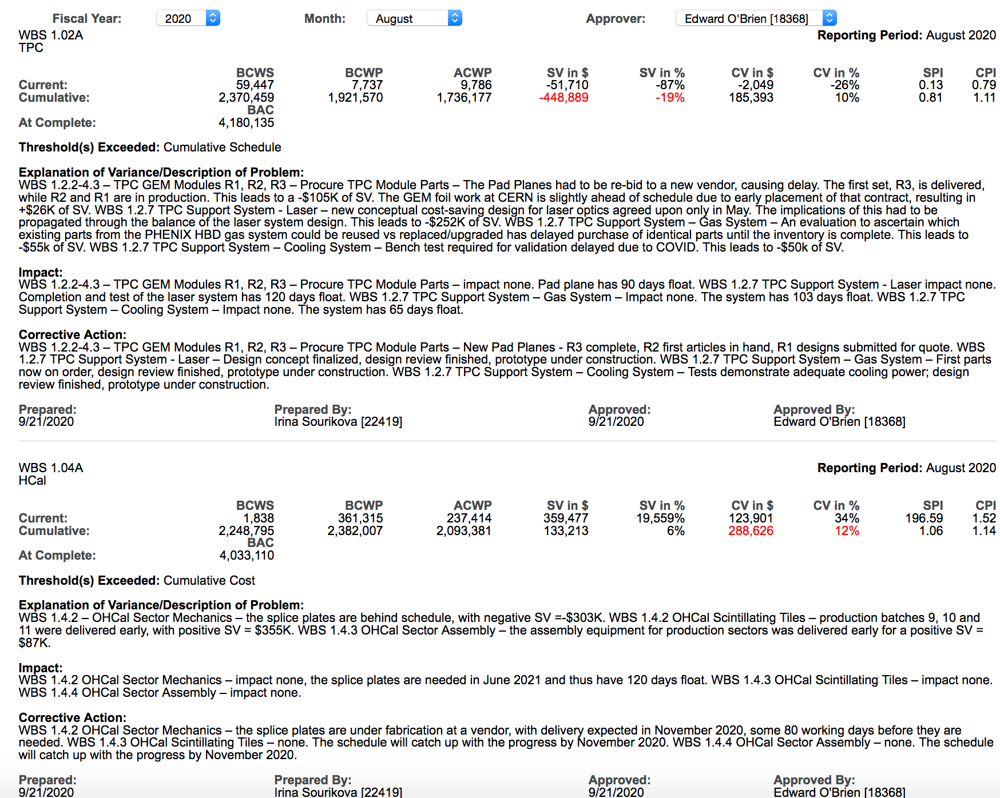 Fiscal Year: 2020 Month: August Approver: Edward O'Brien [18368]
WBS 1.02A Reporting Period: August 2020
TPC
BCWS BCWP ACWP SV in $ SV in % CV in $ CV in % SPI CPI
Current: 59,447 7,737 9,786 -51,710 -87% -2,049 -26% 0.13 0.79
Cumulative: 2,370,459 1,921,570 1,736,177 -448,889 -19% 185,393 10% 0.81 1.11
BAC
At Complete: 4,180,135
Threshold(s) Exceeded: Cumulative Schedule
Explanation of Variance/Description of Problem:
WBS 1.2.2-4.3 – TPC GEM Modules R1, R2, R3 – Procure TPC Module Parts – The Pad Planes had to be re-bid to a new vendor, causing delay. The first set, R3, is delivered,
while R2 and R1 are in production. This leads to a -$105K of SV. The GEM foil work at CERN is slightly ahead of schedule due to early placement of that contract, resulting in
+$26K of SV. WBS 1.2.7 TPC Support System - Laser – new conceptual cost-saving design for laser optics agreed upon only in May. The implications of this had to be
propagated through the balance of the laser system design. This leads to -$252K of SV. WBS 1.2.7 TPC Support System – Gas System – An evaluation to ascertain which
existing parts from the PHENIX HBD gas system could be reused vs replaced/upgraded has delayed purchase of identical parts until the inventory is complete. This leads to
-$55k of SV. WBS 1.2.7 TPC Support System – Cooling System – Bench test required for validation delayed due to COVID. This leads to -$50k of SV.
Impact:
WBS 1.2.2-4.3 – TPC GEM Modules R1, R2, R3 – Procure TPC Module Parts – impact none. Pad plane has 90 days float. WBS 1.2.7 TPC Support System - Laser impact none.
Completion and test of the laser system has 120 days float. WBS 1.2.7 TPC Support System – Gas System – Impact none. The system has 103 days float. WBS 1.2.7 TPC
Support System – Cooling System – Impact none. The system has 65 days float.
Corrective Action:
WBS 1.2.2-4.3 – TPC GEM Modules R1, R2, R3 – Procure TPC Module Parts – New Pad Planes - R3 complete, R2 first articles in hand, R1 designs submitted for quote. WBS
1.2.7 TPC Support System - Laser – Design concept finalized, design review finished, prototype under construction. WBS 1.2.7 TPC Support System – Gas System – First parts
now on order, design review finished, prototype under construction. WBS 1.2.7 TPC Support System – Cooling System – Tests demonstrate adequate cooling power; design
review finished, prototype under construction.
Prepared: Prepared By: Approved: Approved By:
9/21/2020 Irina Sourikova [22419] 9/21/2020 Edward O'Brien [18368]
WBS 1.04A Reporting Period: August 2020
HCal
BCWS BCWP ACWP SV in $ SV in % CV in $ CV in % SPI CPI
Current: 1,838 361,315 237,414 359,477 19,559% 123,901 34% 196.59 1.52
Cumulative: 2,248,795 2,382,007 2,093,381 133,213 6% 288,626 12% 1.06 1.14
BAC
At Complete: 4,033,110
Threshold(s) Exceeded: Cumulative Cost
Explanation of Variance/Description of Problem:
WBS 1.4.2 – OHCal Sector Mechanics – the splice plates are behind schedule, with negative SV =-$303K. WBS 1.4.2 OHCal Scintillating Tiles – production batches 9, 10 and
11 were delivered early, with positive SV = $355K. WBS 1.4.3 OHCal Sector Assembly – the assembly equipment for production sectors was delivered early for a positive SV =
$87K.
Impact:
WBS 1.4.2 OHCal Sector Mechanics – impact none, the splice plates are needed in June 2021 and thus have 120 days float. WBS 1.4.3 OHCal Scintillating Tiles – impact none.
WBS 1.4.4 OHCal Sector Assembly – impact none.
Corrective Action:
WBS 1.4.2 OHCal Sector Mechanics – the splice plates are under fabrication at a vendor, with delivery expected in November 2020, some 80 working days before they are
needed. WBS 1.4.3 OHCal Scintillating Tiles – none. The schedule will catch up with the progress by November 2020. WBS 1.4.4 OHCal Sector Assembly – none. The schedule
will catch up with the progress by November 2020.
Prepared: Prepared By: Approved: Approved By:
9/21/2020 Irina Sourikova [22419] 9/21/2020 Edward O'Brien [18368]